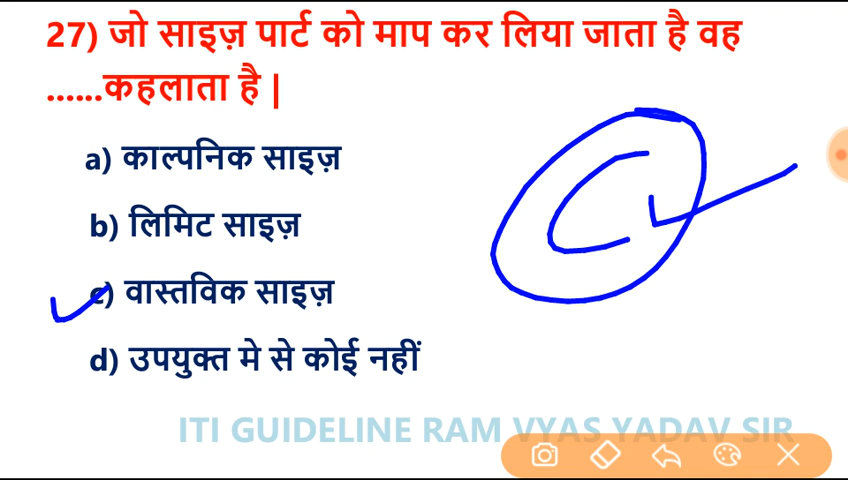 27) जो साइज़ पार्ट को माप कर लिया जाता है वह
......कहलाता है |
a) काल्पनिक साइज़
b) लिमिट साइज़
c) वास्तविक साइज़
d) उपयुक्त मे से कोई नहीं
C
ITI GUIDELINE RAM VYAS YADAV SIR